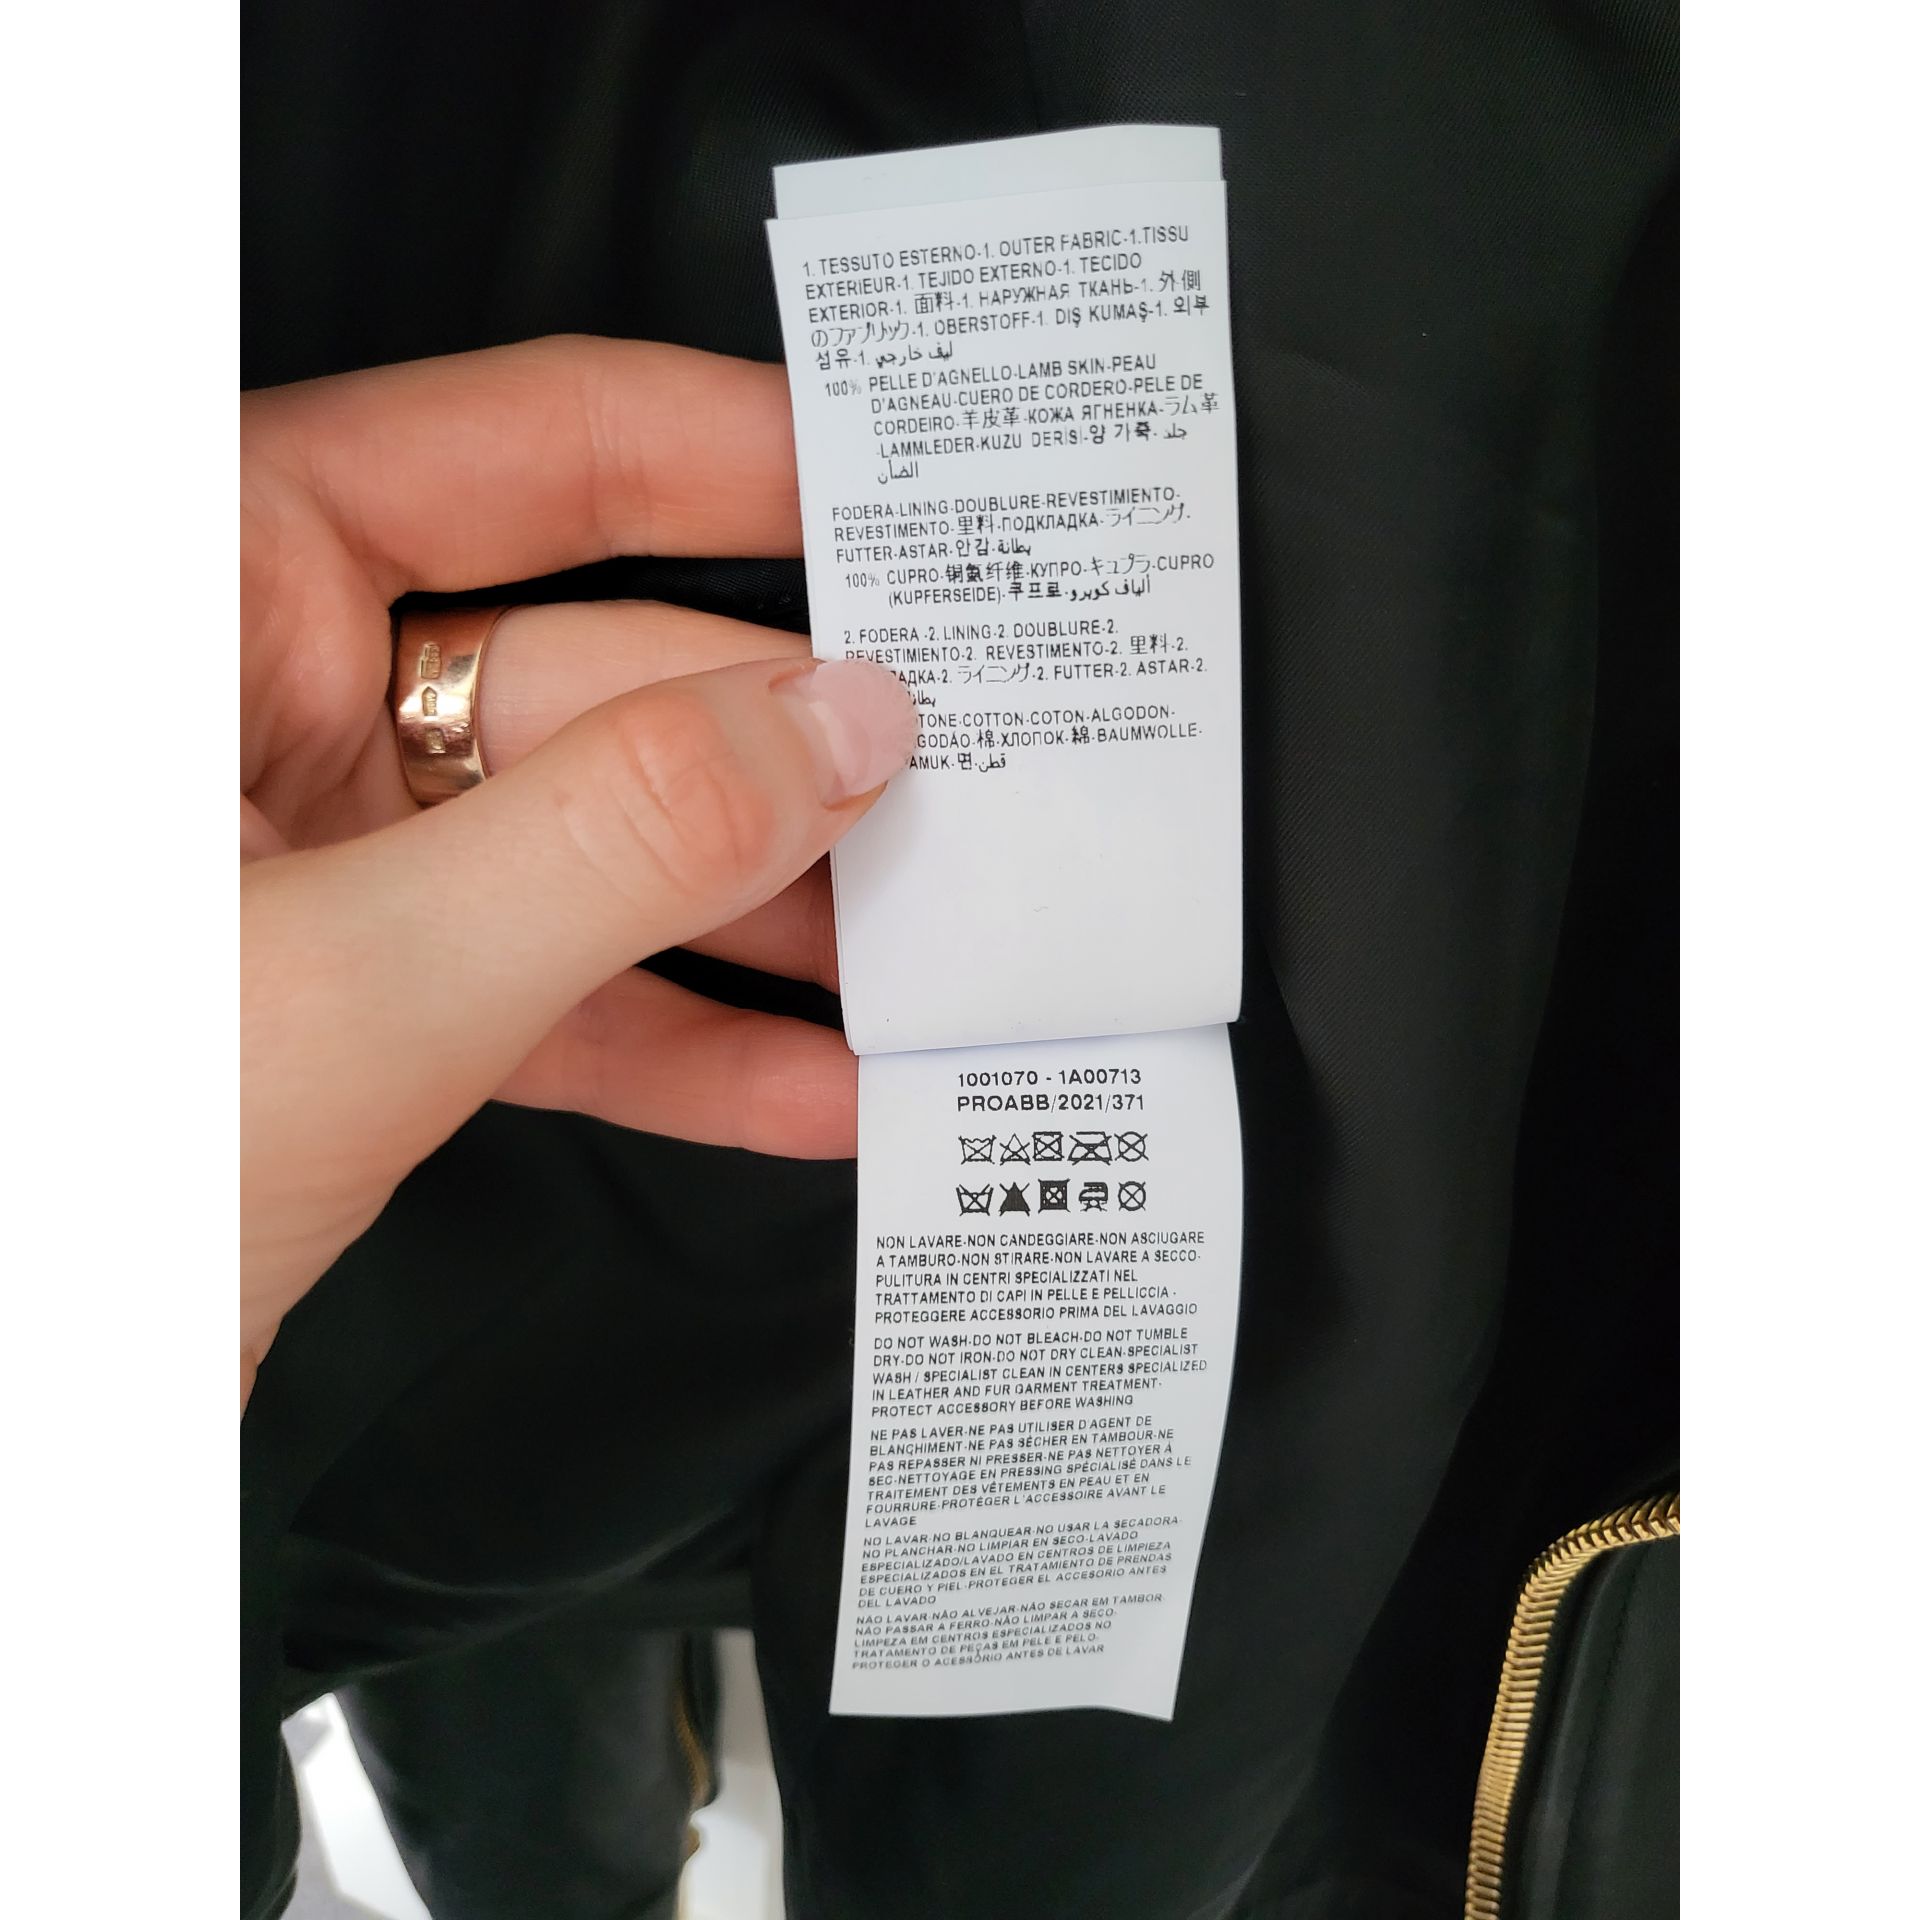 1. TESSUTO ESTERNO-1. OUTER FABRIC-1.TISSU
EXTERIEUR-1. TEJIDO EXTERNO-1. TECIDO
EXTERIOR-1. 面料-1. НАРУЖНАЯ ТКАНЬ-1. 外側
のファブリック-1. OBERSTOFF-1. DIŞ KUMAŞ-1. 외부
섬유-1. ليف خارجي
100% PELLE D'AGNELLO-LAMB SKIN-PEAU
D'AGNEAU-CUERO DE CORDERO-PELE DE
CORDEIRO-羊皮革-КОЖА ЯГНЕНКА-ラム革
-LAMMLEDER-KUZU DERİSİ-양 가죽- جلد
الضأن
FODERA-LINING-DOUBLURE-REVESTIMIENTO-
REVESTIMENTO-里料-ПОДКЛАДКА-ライニング-
FUTTER-ASTAR-안감-بطانة
100% CUPRO-铜氨纤维-КУПРО-キュプラ-CUPRO
(KUPFERSEIDE)-쿠프로-ألياف كوبرو
2. FODERA -2. LINING-2. DOUBLURE-2.
REVESTIMIENTO-2. REVESTIMENTO-2. 里料-2.
АДКА-2. ライニング-2. FUTTER-2. ASTAR-2.
بطانة
TONE-COTTON-COTON-ALGODON-
GODÃO-棉-ХЛОПОК-綿-BAUMWOLLE-
AMUK-면-قطن
1001070 - 1A00713
PROABB/2021/371
NON LAVARE-NON CANDEGGIARE-NON ASCIUGARE
A TAMBURO-NON STIRARE-NON LAVARE A SECCO-
PULITURA IN CENTRI SPECIALIZZATI NEL
TRATTAMENTO DI CAPI IN PELLE E PELLICCIA -
PROTEGGERE ACCESSORIO PRIMA DEL LAVAGGIO
DO NOT WASH-DO NOT BLEACH-DO NOT TUMBLE
DRY-DO NOT IRON-DO NOT DRY CLEAN-SPECIALIST
WASH / SPECIALIST CLEAN IN CENTERS SPECIALIZED
IN LEATHER AND FUR GARMENT TREATMENT-
PROTECT ACCESSORY BEFORE WASHING
NE PAS LAVER-NE PAS UTILISER D'AGENT DE
BLANCHIMENT-NE PAS SÉCHER EN TAMBOUR-NE
PAS REPASSER NI PRESSER-NE PAS NETTOYER À
SEC-NETTOYAGE EN PRESSING SPÉCIALISÉ DANS LE
TRAITEMENT DES VÊTEMENTS EN PEAU ET EN
FOURRURE-PROTÉGER L'ACCESSOIRE AVANT LE
LAVAGE
NO LAVAR-NO BLANQUEAR-NO USAR LA SECADORA-
NO PLANCHAR-NO LIMPIAR EN SECO-LAVADO
ESPECIALIZADO/LAVADO EN CENTROS DE LIMPIEZA
ESPECIALIZADOS EN EL TRATAMIENTO DE PRENDAS
DE CUERO Y PIEL-PROTEGER EL ACCESORIO ANTES
DEL LAVADO
NÃO LAVAR-NÃO ALVEJAR-NÃO SECAR EM TAMBOR
NÃO PASSAR A FERRO-NÃO LIMPAR A SECO-
LIMPEZA EM CENTROS ESPECIALIZADOS NO
TRATAMENTO DE PEÇAS EM PELE E PELO-
PROTEGER O ACESSÓRIO ANTES DE LAVAR